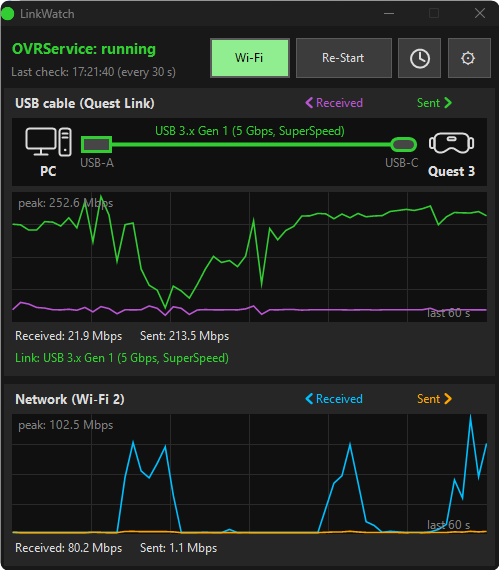 LinkWatch
OVRService: running
Last check: 17:21:40 (every 30 s)
Wi-Fi
Re-Start
USB cable (Quest Link)
Received
Sent
USB 3.x Gen 1 (5 Gbps, SuperSpeed)
USB-A
USB-C
PC
Quest 3
peak: 252.6 Mbps
last 60 s
Received: 21.9 Mbps Sent: 213.5 Mbps
Link: USB 3.x Gen 1 (5 Gbps, SuperSpeed)
Network (Wi-Fi 2)
Received
Sent
peak: 102.5 Mbps
last 60 s
Received: 80.2 Mbps Sent: 1.1 Mbps